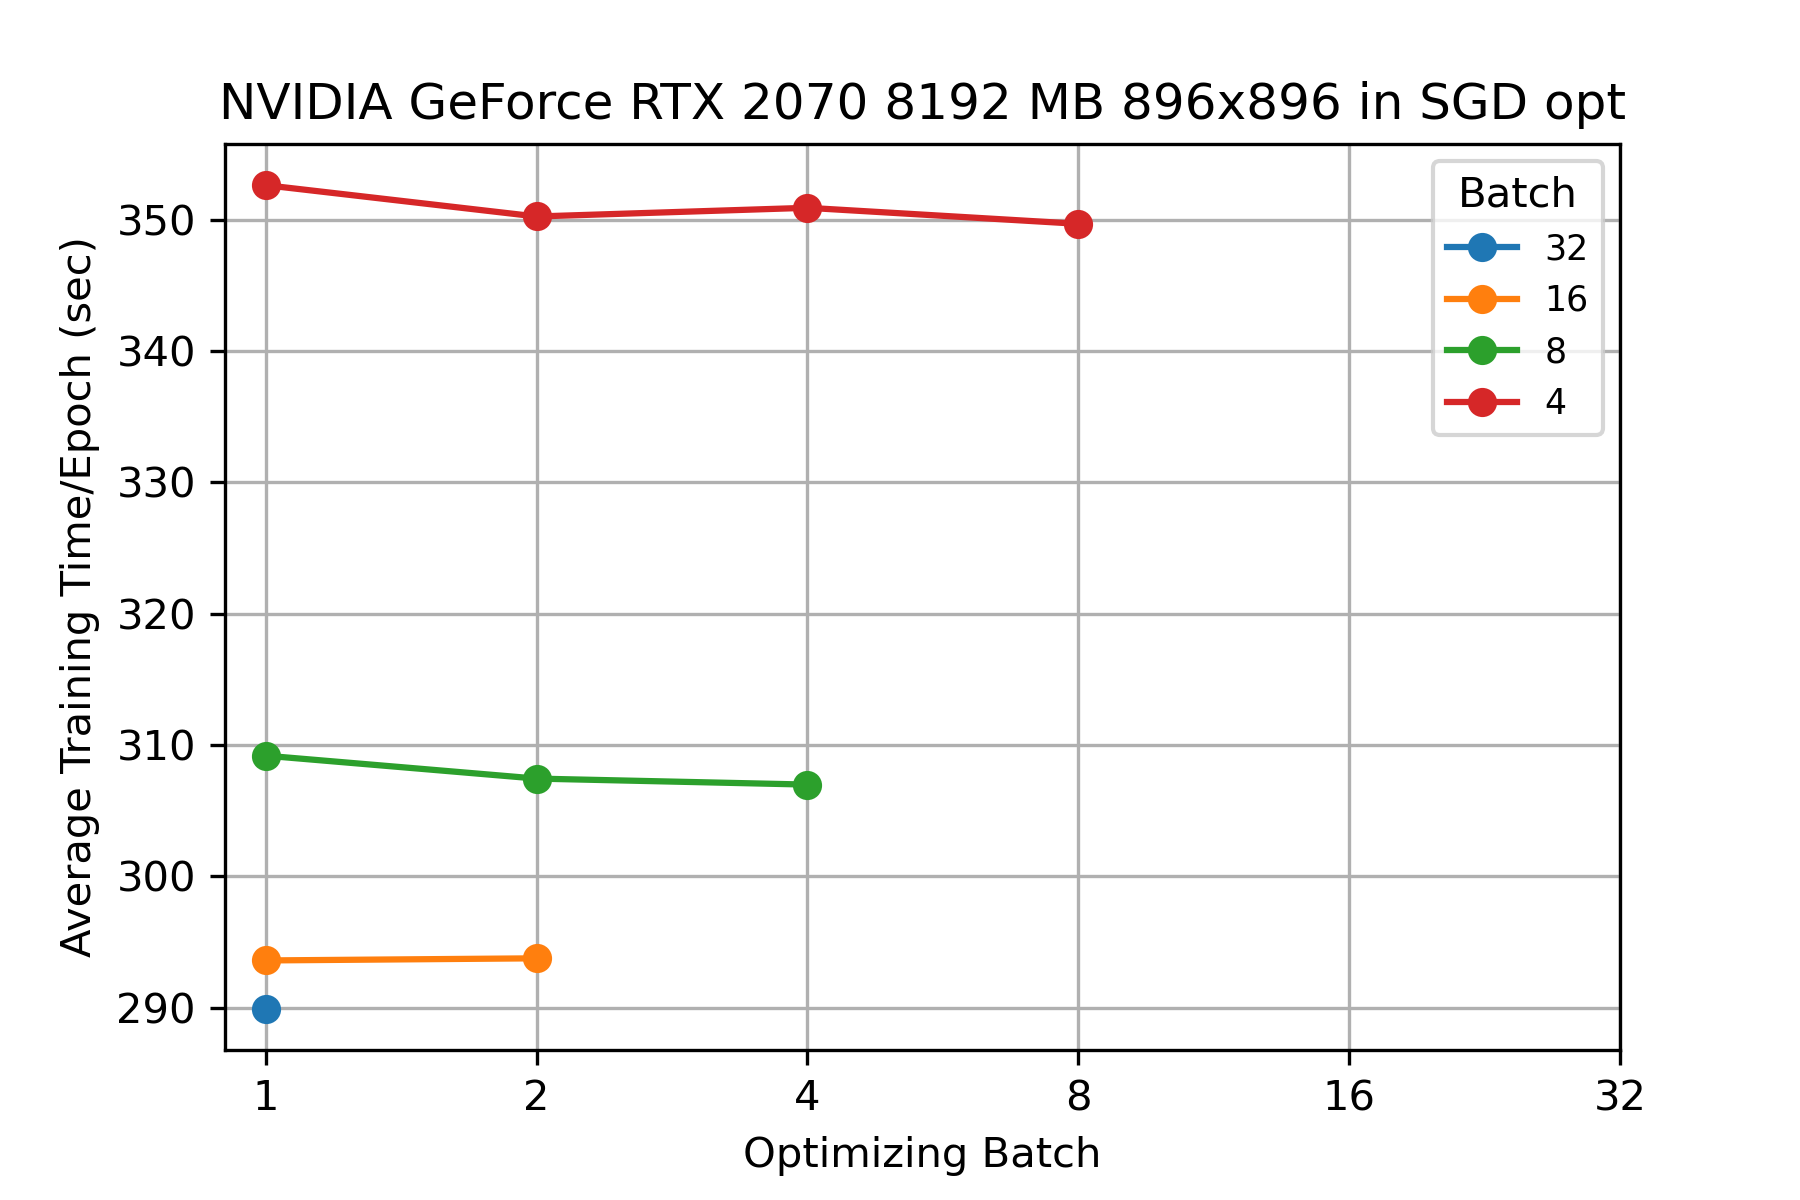 NVIDIA GeForce RTX 2070 8192 MB 896x896 in SGD opt
Average Training Time/Epoch (sec)
350
340
330
320
310
300
290
Batch
32
16
8
4
1 2 4 8 16 32
Optimizing Batch